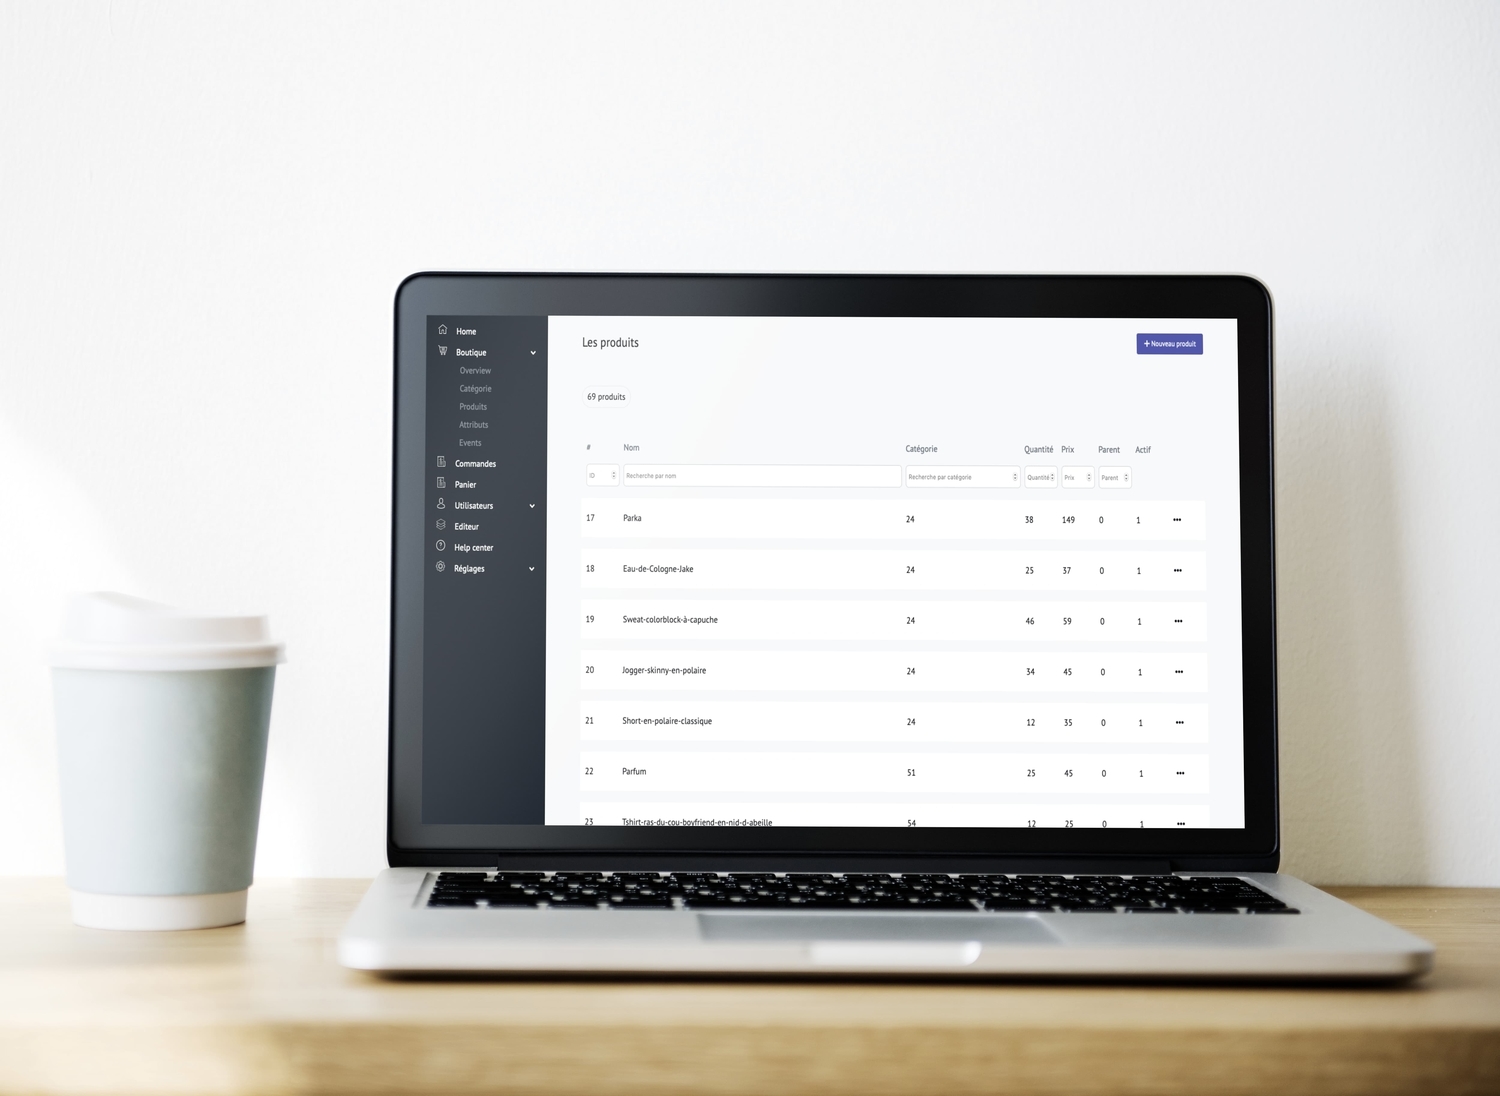 Home
Boutique
Overview
Catégorie
Produits
Attributs
Events
Commandes
Panier
Utilisateurs
Editeur
Help center
Réglages
Les produits
+ Nouveau produit
69 produits
# Nom Catégorie Quantité Prix Parent Actif
ID Recherche par nom Recherche par catégorie Quantité Prix Parent
17 Parka 24 38 149 0 1 •••
18 Eau-de-Cologne-Jake 24 25 37 0 1 •••
19 Sweat-colorblock-à-capuche 24 46 59 0 1 •••
20 Jogger-skinny-en-polaire 24 34 45 0 1 •••
21 Short-en-polaire-classique 24 12 35 0 1 •••
22 Parfum 51 25 45 0 1 •••
23 Tshirt-ras-du-cou-boyfriend-en-nid-d-abeille 54 12 25 0 1 •••